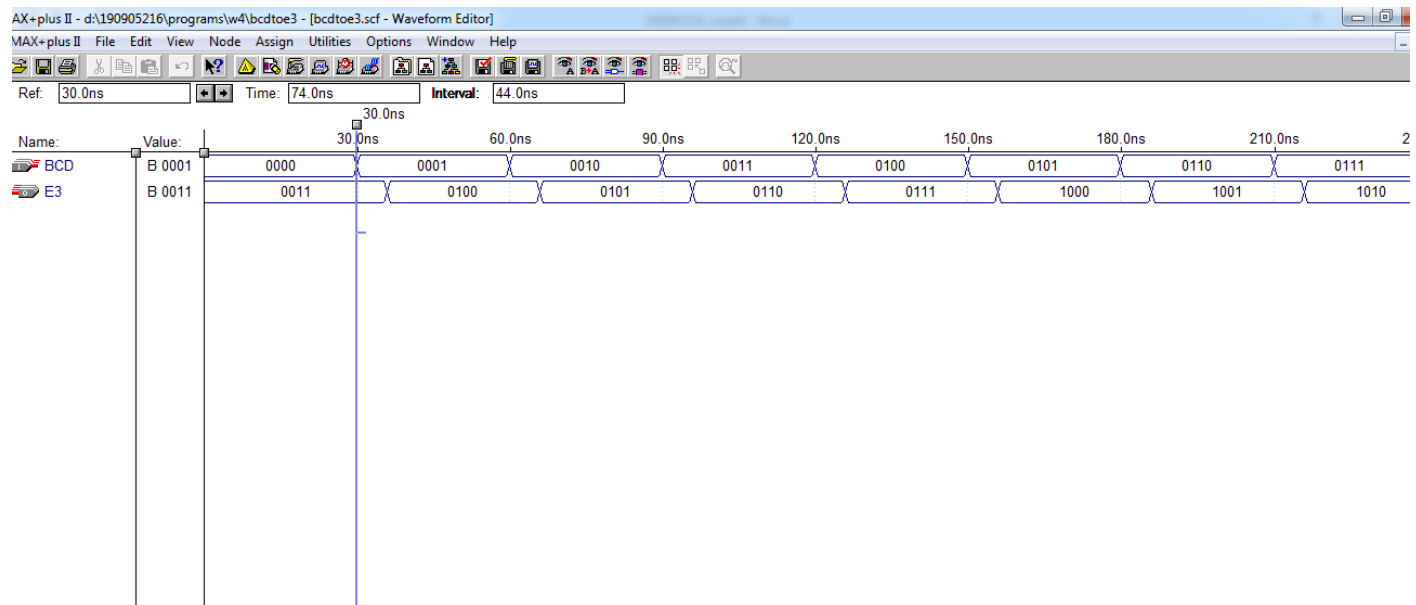 AX+plus II - d:\190905216\programs\w4\bcdtoe3 - [bcdtoe3.scf - Waveform Editor]
MAX+plus II File Edit View Node Assign Utilities Options Window Help
Ref: 30.0ns Time: 74.0ns Interval: 44.0ns
30.0ns
Name: Value: 30.0ns 60.0ns 90.0ns 120.0ns 150.0ns 180.0ns 210.0ns 2
BCD B 0001 0000 0001 0010 0011 0100 0101 0110 0111
E3 B 0011 0011 0100 0101 0110 0111 1000 1001 1010